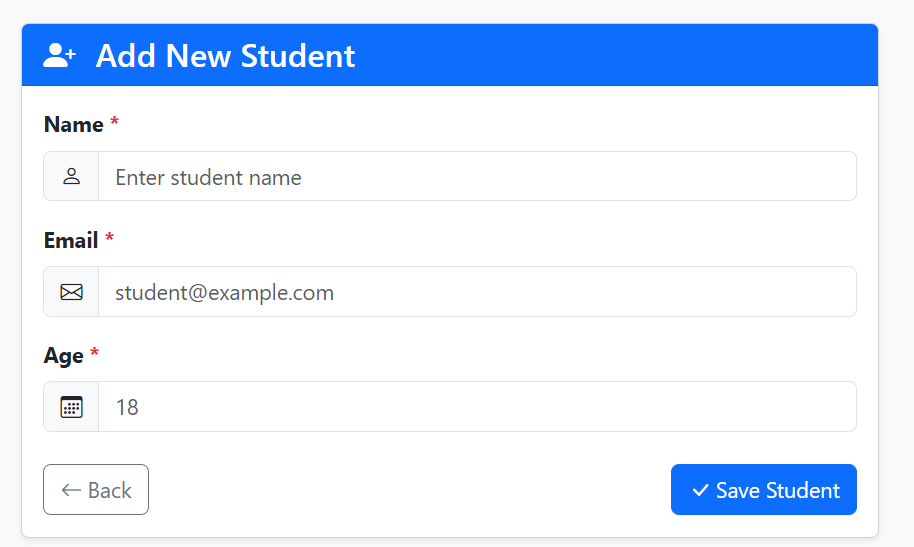 Add New Student
Name *
Enter student name
Email *
student@example.com
Age *
18
Back
Save Student